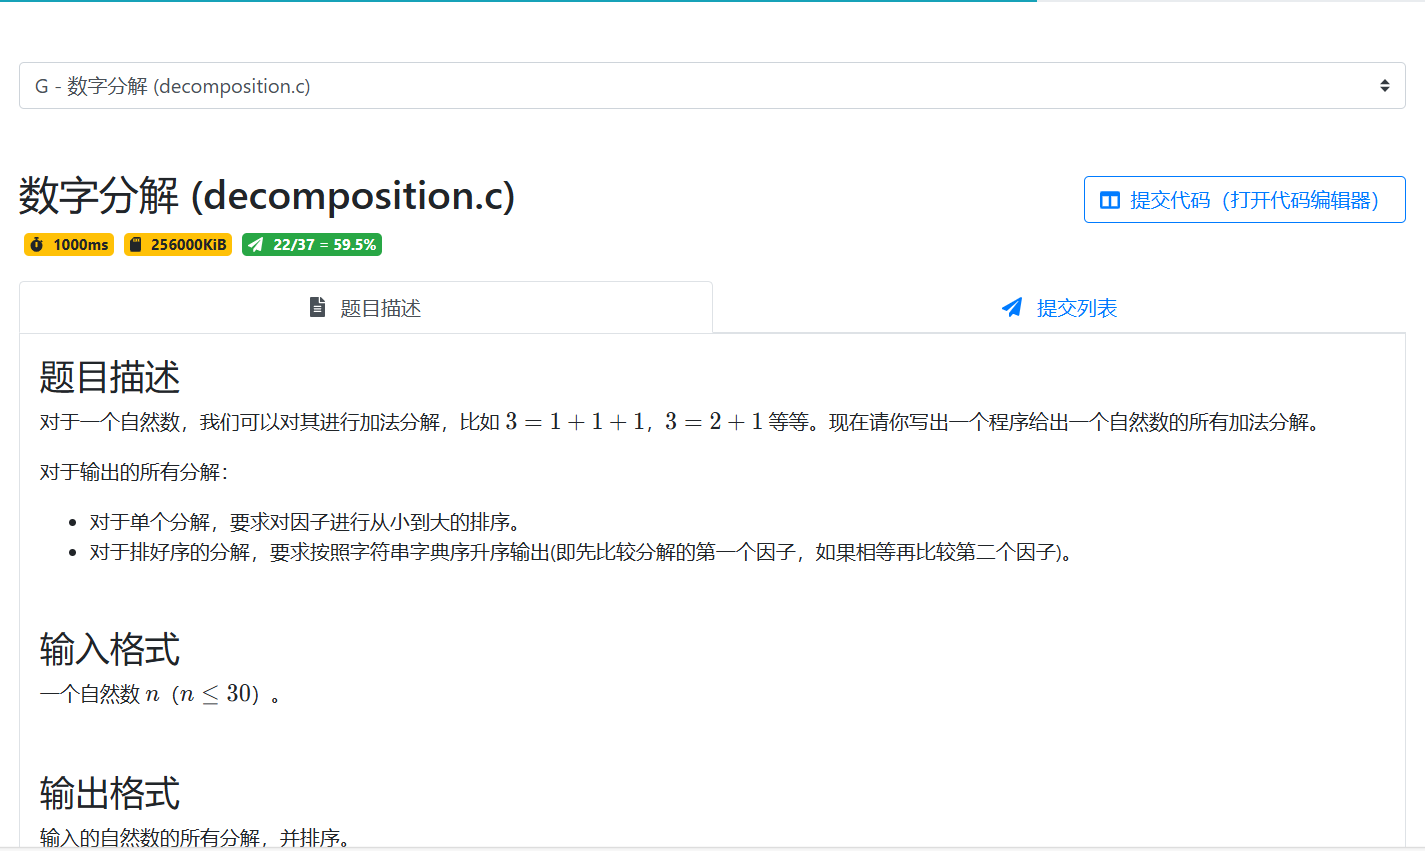 G - 数字分解 (decomposition.c)
数字分解 (decomposition.c)
提交代码（打开代码编辑器）
1000ms 256000KiB 22/37 = 59.5%
题目描述
提交列表
题目描述
对于一个自然数，我们可以对其进行加法分解，比如 3 = 1 + 1 + 1，3 = 2 + 1 等等。现在请你写出一个程序给出一个自然数的所有加法分解。
对于输出的所有分解：
对于单个分解，要求对因子进行从小到大的排序。
对于排好序的分解，要求按照字符串字典序升序输出(即先比较分解的第一个因子，如果相等再比较第二个因子)。
输入格式
一个自然数 n（n ≤ 30）。
输出格式
输入的自然数的所有分解，并排序。